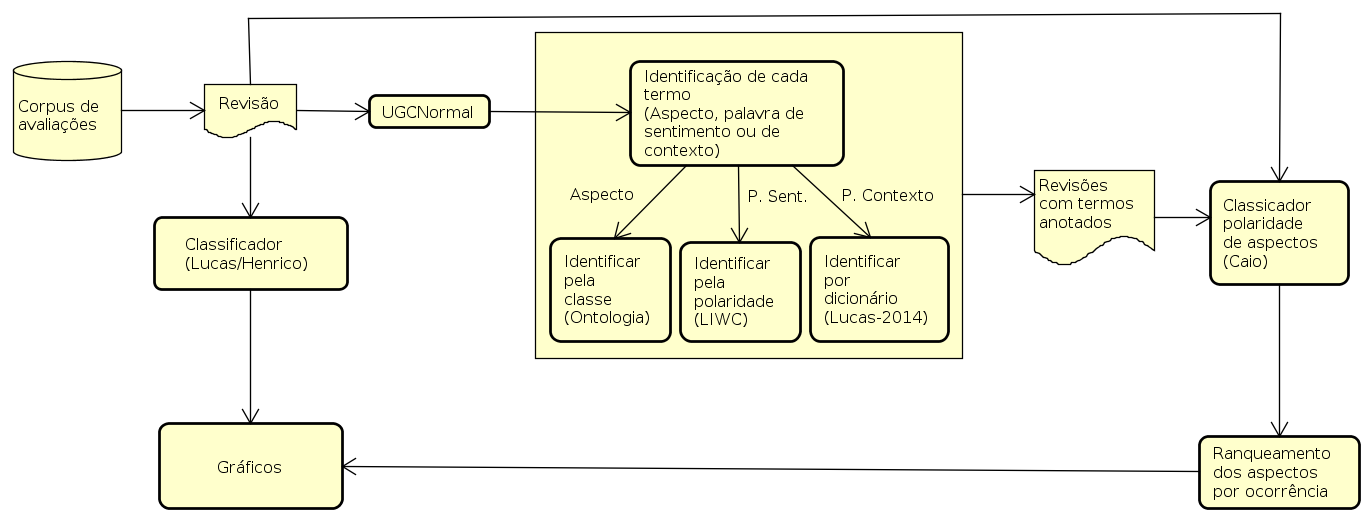 Corpus de
avaliações
Revisão
UGCNormal
Identificação de cada
termo
(Aspecto, palavra de
sentimento ou de
contexto)
Aspecto
P. Sent.
P. Contexto
Identificar
pela
classe
(Ontologia)
Identificar
pela
polaridade
(LIWC)
Identificar
por
dicionário
(Lucas-2014)
Revisões
com termos
anotados
Classicador
polaridade
de aspectos
(Caio)
Classificador
(Lucas/Henrico)
Gráficos
Ranqueamento
dos aspectos
por ocorrência